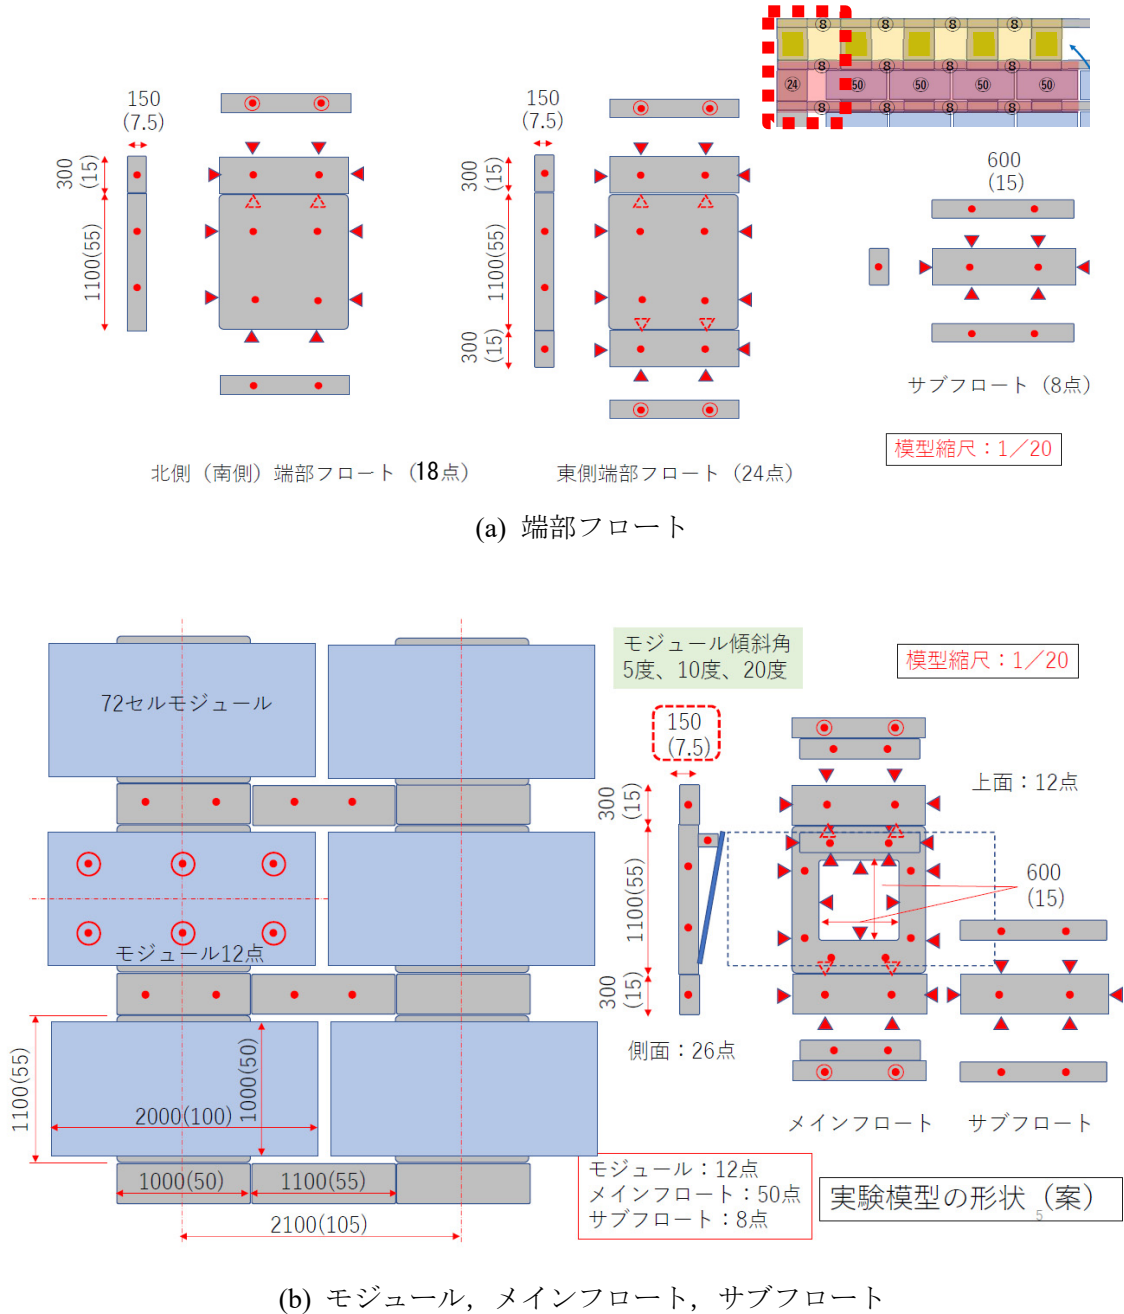 ⑧ ⑧ ⑧ ⑧
⑧ ⑧ ⑧ ⑧
㉔ ㊿ ㊿ ㊿ ㊿
⑧ ⑧ ⑧ ⑧
150
(7.5)
300
(15)
1100(55)
北側（南側）端部フロート（18点）
150
(7.5)
300
(15)
1100(55)
300
(15)
東側端部フロート（24点）
600
(15)
サブフロート（8点）
模型縮尺：1／20
(a) 端部フロート
72セルモジュール
モジュール12点
1100(55)
2000(100)
1000(50)
1000(50)
1100(55)
2100(105)
モジュール傾斜角
5度、10度、20度
模型縮尺：1／20
150
(7.5)
300
(15)
1100(55)
300
(15)
側面：26点
上面：12点
600
(15)
メインフロート
サブフロート
モジュール：12点
メインフロート：50点
サブフロート：8点
実験模型の形状（案）
5
(b) モジュール，メインフロート，サブフロート